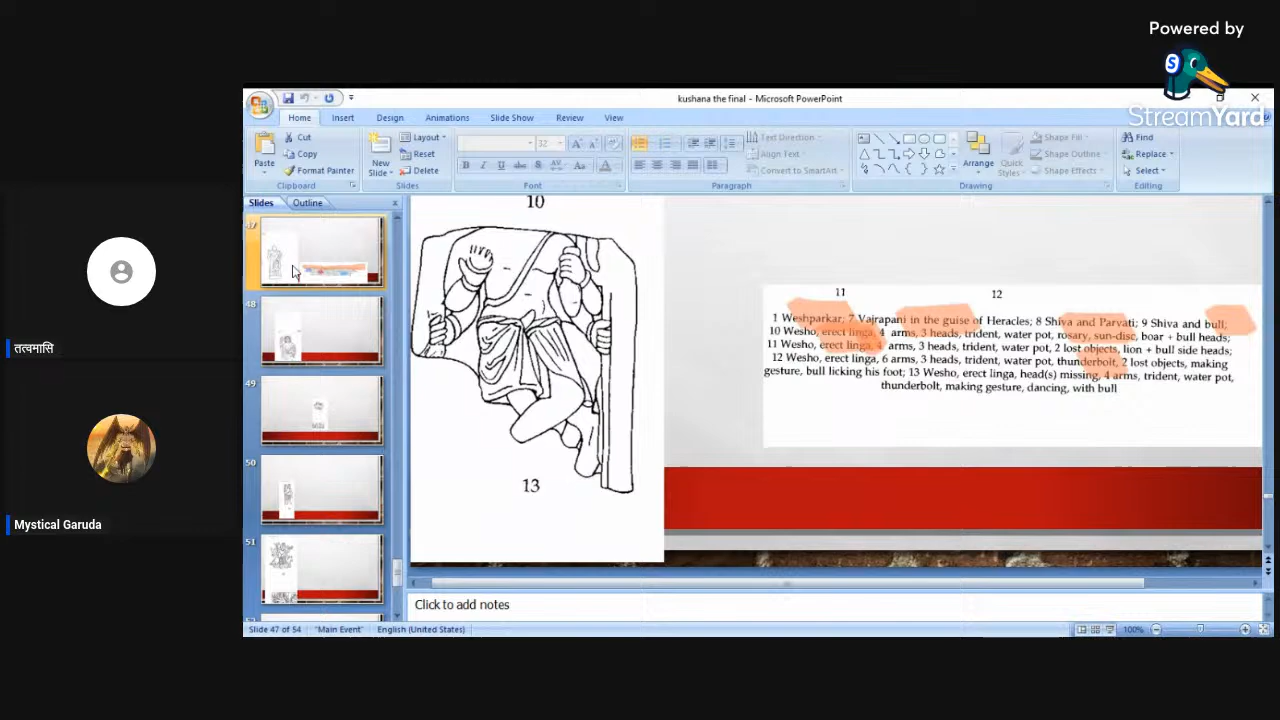 Powered by
StreamYard
kushana the final - Microsoft PowerPoint
Home Insert Design Animations Slide Show Review View
Cut
Copy
Format Painter
Paste
Clipboard
New
Slide
Layout
Reset
Delete
Slides
32
Font
Text Direction
Align Text
Convert to SmartArt
Paragraph
Arrange
Quick
Styles
Shape Fill
Shape Outline
Shape Effects
Drawing
Find
Replace
Select
Editing
Slides Outline
47
48
49
50
51
10
13
11 12
1 Weshparkar; 7 Vajrapani in the guise of Heracles; 8 Shiva and Parvati; 9 Shiva and bull;
10 Wesho, erect linga, 4 arms, 3 heads, trident, water pot, rosary, sun-disc, boar + bull heads;
11 Wesho, erect linga, 4 arms, 3 heads, trident, water pot, 2 lost objects, lion + bull side heads;
12 Wesho, erect linga, 6 arms, 3 heads, trident, water pot, thunderbolt, 2 lost objects, making
gesture, bull licking his foot; 13 Wesho, erect linga, head(s) missing, 4 arms, trident, water pot,
thunderbolt, making gesture, dancing, with bull
Click to add notes
Slide 47 of 54 "Main Event" English (United States) 100%
तत्वमासि
Mystical Garuda